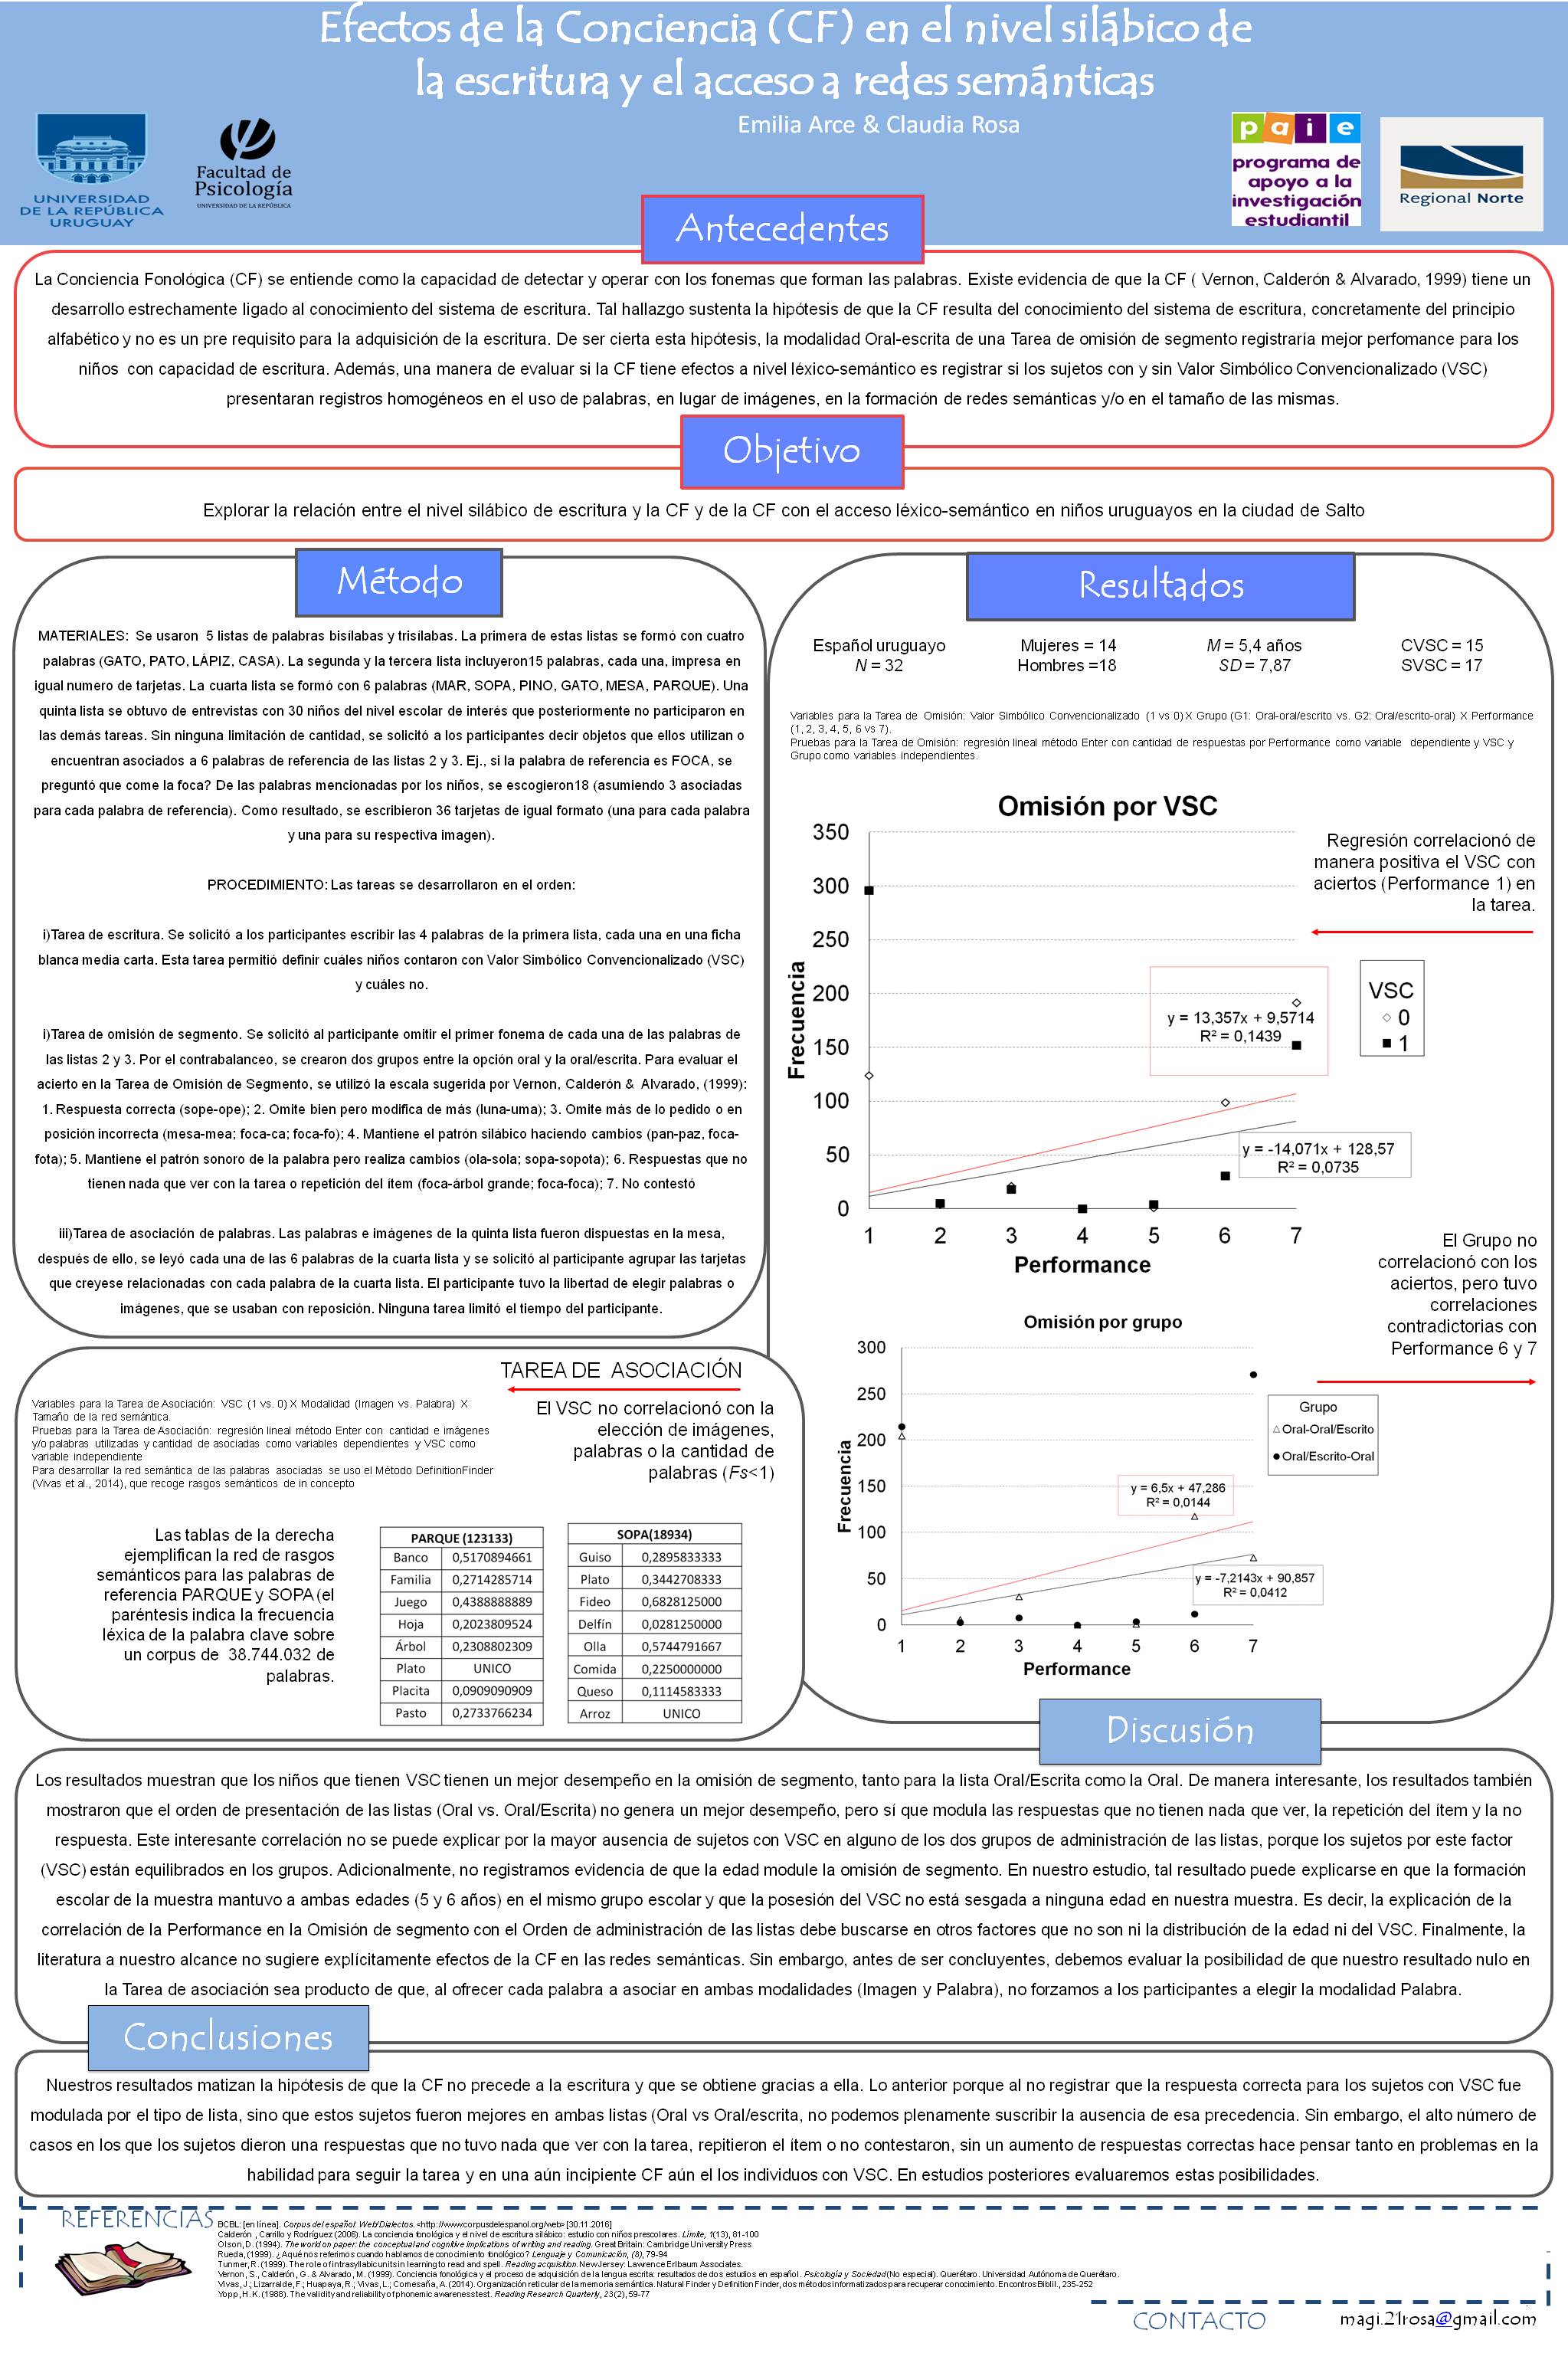 Efectos de la Conciencia (CF) en el nivel silábico de
la escritura y el acceso a redes semánticas
Emilia Arce & Claudia Rosa
UNIVERSIDAD
DE LA REPÚBLICA
URUGUAY
Facultad de
Psicología
UNIVERSIDAD DE LA REPÚBLICA
paie
programa de
apoyo a la
investigación
estudiantil
Regional Norte
Antecedentes
La Conciencia Fonológica (CF) se entiende como la capacidad de detectar y operar con los fonemas que forman las palabras. Existe evidencia de que la CF ( Vernon, Calderón & Alvarado, 1999) tiene un
desarrollo estrechamente ligado al conocimiento del sistema de escritura. Tal hallazgo sustenta la hipótesis de que la CF resulta del conocimiento del sistema de escritura, concretamente del principio
alfabético y no es un pre requisito para la adquisición de la escritura. De ser cierta esta hipótesis, la modalidad Oral-escrita de una Tarea de omisión de segmento registraría mejor perfomance para los
niños con capacidad de escritura. Además, una manera de evaluar si la CF tiene efectos a nivel léxico-semántico es registrar si los sujetos con y sin Valor Simbólico Convencionalizado (VSC)
presentaran registros homogéneos en el uso de palabras, en lugar de imágenes, en la formación de redes semánticas y/o en el tamaño de las mismas.
Objetivo
Explorar la relación entre el nivel silábico de escritura y la CF y de la CF con el acceso léxico-semántico en niños uruguayos en la ciudad de Salto
Método
MATERIALES: Se usaron 5 listas de palabras bisílabas y trisílabas. La primera de estas listas se formó con cuatro
palabras (GATO, PATO, LÁPIZ, CASA). La segunda y la tercera lista incluyeron15 palabras, cada una, impresa en
igual numero de tarjetas. La cuarta lista se formó con 6 palabras (MAR, SOPA, PINO, GATO, MESA, PARQUE). Una
quinta lista se obtuvo de entrevistas con 30 niños del nivel escolar de interés que posteriormente no participaron en
las demás tareas. Sin ninguna limitación de cantidad, se solicitó a los participantes decir objetos que ellos utilizan o
encuentran asociados a 6 palabras de referencia de las listas 2 y 3. Ej., si la palabra de referencia es FOCA, se
preguntó que come la foca? De las palabras mencionadas por los niños, se escogieron18 (asumiendo 3 asociadas
para cada palabra de referencia). Como resultado, se escribieron 36 tarjetas de igual formato (una para cada palabra
y una para su respectiva imagen).
PROCEDIMIENTO: Las tareas se desarrollaron en el orden:
i)Tarea de escritura. Se solicitó a los participantes escribir las 4 palabras de la primera lista, cada una en una ficha
blanca media carta. Esta tarea permitió definir cuáles niños contaron con Valor Simbólico Convencionalizado (VSC)
y cuáles no.
i)Tarea de omisión de segmento. Se solicitó al participante omitir el primer fonema de cada una de las palabras de
las listas 2 y 3. Por el contrabalanceo, se crearon dos grupos entre la opción oral y la oral/escrita. Para evaluar el
acierto en la Tarea de Omisión de Segmento, se utilizó la escala sugerida por Vernon, Calderón & Alvarado, (1999):
1. Respuesta correcta (sope-ope); 2. Omite bien pero modifica de más (luna-uma); 3. Omite más de lo pedido o en
posición incorrecta (mesa-mea; foca-ca; foca-fo); 4. Mantiene el patrón silábico haciendo cambios (pan-paz, foca-
fota); 5. Mantiene el patrón sonoro de la palabra pero realiza cambios (ola-sola; sopa-sopota); 6. Respuestas que no
tienen nada que ver con la tarea o repetición del ítem (foca-árbol grande; foca-foca); 7. No contestó
iii)Tarea de asociación de palabras. Las palabras e imágenes de la quinta lista fueron dispuestas en la mesa,
después de ello, se leyó cada una de las 6 palabras de la cuarta lista y se solicitó al participante agrupar las tarjetas
que creyese relacionadas con cada palabra de la cuarta lista. El participante tuvo la libertad de elegir palabras o
imágenes, que se usaban con reposición. Ninguna tarea limitó el tiempo del participante.
Resultados
Español uruguayo Mujeres = 14 M = 5,4 años CVSC = 15
N = 32 Hombres =18 SD = 7,87 SVSC = 17
Variables para la Tarea de Omisión: Valor Simbólico Convencionalizado (1 vs 0) X Grupo (G1: Oral-oral/escrito vs. G2: Oral/escrito-oral) X Performance
(1, 2, 3, 4, 5, 6 vs 7).
Pruebas para la Tarea de Omisión: regresión lineal método Enter con cantidad de respuestas por Performance como variable dependiente y VSC y
Grupo como variables independientes.
Omisión por VSC
350
300
250
200
150
100
50
0
Frecuencia
1 2 3 4 5 6 7
Performance
y = 13,357x + 9,5714
R² = 0,1439
y = -14,071x + 128,57
R² = 0,0735
VSC
0
1
Regresión correlacionó de
manera positiva el VSC con
aciertos (Performance 1) en
la tarea.
El Grupo no
correlacionó con los
aciertos, pero tuvo
correlaciones
contradictorias con
Performance 6 y 7
Omisión por grupo
300
250
200
150
100
50
0
Frecuencia
1 2 3 4 5 6 7
Performance
y = 6,5x + 47,286
R² = 0,0144
y = -7,2143x + 90,857
R² = 0,0412
Grupo
Oral-Oral/Escrito
Oral/Escrito-Oral
TAREA DE ASOCIACIÓN
Variables para la Tarea de Asociación: VSC (1 vs. 0) X Modalidad (Imagen vs. Palabra) X
Tamaño de la red semántica.
Pruebas para la Tarea de Asociación: regresión lineal método Enter con cantidad e imágenes
y/o palabras utilizadas y cantidad de asociadas como variables dependientes y VSC como
variable independiente
Para desarrollar la red semántica de las palabras asociadas se uso el Método DefinitionFinder
(Vivas et al., 2014), que recoge rasgos semánticos de in concepto
El VSC no correlacionó con la
elección de imágenes,
palabras o la cantidad de
palabras (Fs<1)
Las tablas de la derecha
ejemplifican la red de rasgos
semánticos para las palabras de
referencia PARQUE y SOPA (el
paréntesis indica la frecuencia
léxica de la palabra clave sobre
un corpus de 38.744.032 de
palabras.
PARQUE (123133)
Banco 0,5170894661
Familia 0,2714285714
Juego 0,4388888889
Hoja 0,2023809524
Árbol 0,2308802309
Plato UNICO
Placita 0,0909090909
Pasto 0,2733766234
SOPA(18934)
Guiso 0,2895833333
Plato 0,3442708333
Fideo 0,6828125000
Delfín 0,0281250000
Olla 0,5744791667
Comida 0,2250000000
Queso 0,1114583333
Arroz UNICO
Discusión
Los resultados muestran que los niños que tienen VSC tienen un mejor desempeño en la omisión de segmento, tanto para la lista Oral/Escrita como la Oral. De manera interesante, los resultados también
mostraron que el orden de presentación de las listas (Oral vs. Oral/Escrita) no genera un mejor desempeño, pero sí que modula las respuestas que no tienen nada que ver, la repetición del ítem y la no
respuesta. Este interesante correlación no se puede explicar por la mayor ausencia de sujetos con VSC en alguno de los dos grupos de administración de las listas, porque los sujetos por este factor
(VSC) están equilibrados en los grupos. Adicionalmente, no registramos evidencia de que la edad module la omisión de segmento. En nuestro estudio, tal resultado puede explicarse en que la formación
escolar de la muestra mantuvo a ambas edades (5 y 6 años) en el mismo grupo escolar y que la posesión del VSC no está sesgada a ninguna edad en nuestra muestra. Es decir, la explicación de la
correlación de la Performance en la Omisión de segmento con el Orden de administración de las listas debe buscarse en otros factores que no son ni la distribución de la edad ni del VSC. Finalmente, la
literatura a nuestro alcance no sugiere explícitamente efectos de la CF en las redes semánticas. Sin embargo, antes de ser concluyentes, debemos evaluar la posibilidad de que nuestro resultado nulo en
la Tarea de asociación sea producto de que, al ofrecer cada palabra a asociar en ambas modalidades (Imagen y Palabra), no forzamos a los participantes a elegir la modalidad Palabra.
Conclusiones
Nuestros resultados matizan la hipótesis de que la CF no precede a la escritura y que se obtiene gracias a ella. Lo anterior porque al no registrar que la respuesta correcta para los sujetos con VSC fue
modulada por el tipo de lista, sino que estos sujetos fueron mejores en ambas listas (Oral vs Oral/escrita, no podemos plenamente suscribir la ausencia de esa precedencia. Sin embargo, el alto número de
casos en los que los sujetos dieron una respuestas que no tuvo nada que ver con la tarea, repitieron el ítem o no contestaron, sin un aumento de respuestas correctas hace pensar tanto en problemas en la
habilidad para seguir la tarea y en una aún incipiente CF aún el los individuos con VSC. En estudios posteriores evaluaremos estas posibilidades.
REFERENCIAS
BCBL: [en línea]. Corpus del español: Web/Dialectos. <http://www.corpusdelespanol.org/web> [30.11.2016]
Calderón , Carrillo y Rodríguez (2006). La conciencia fonológica y el nivel de escritura silábico: estudio con niños prescolares. Límite, 1(13), 81-100
Olson, D. (1994). The world on paper: the conceptual and cognitive implications of writing and reading. Great Britain: Cambridge University Press
Rueda, (1999). ¿ Aqué nos referimos cuando hablamos de conocimiento fonológico? Lenguaje y Comunicación, (8), 79-94
Tunmer, R. (1999). The role of intrasyllabic units in learning to read and spell. Reading acquisition. New Jersey: Lawrence Erlbaum Associates.
Vernon, S., Calderón, G. & Alvarado, M. (1999). Conciencia fonológica y el proceso de adquisición de la lengua escrita: resultados de dos estudios en español. Psicología y Sociedad (No especial). Querétaro. Universidad Autónoma de Querétaro.
Vivas, J.; Lizarralde, F.; Huapaya, R.; Vivas, L.; Comesaña, A. (2014). Organización reticular de la memoria semántica. Natural Finder y Definition Finder, dos métodos informatizados para recuperar conocimiento. Encontros Biblil., 235-252
Yopp, H. K. (1988). The validity and reliability of phonemic awareness test. Reading Research Quarterly, 23(2), 59-77
CONTACTO
magi.21rosa@gmail.com